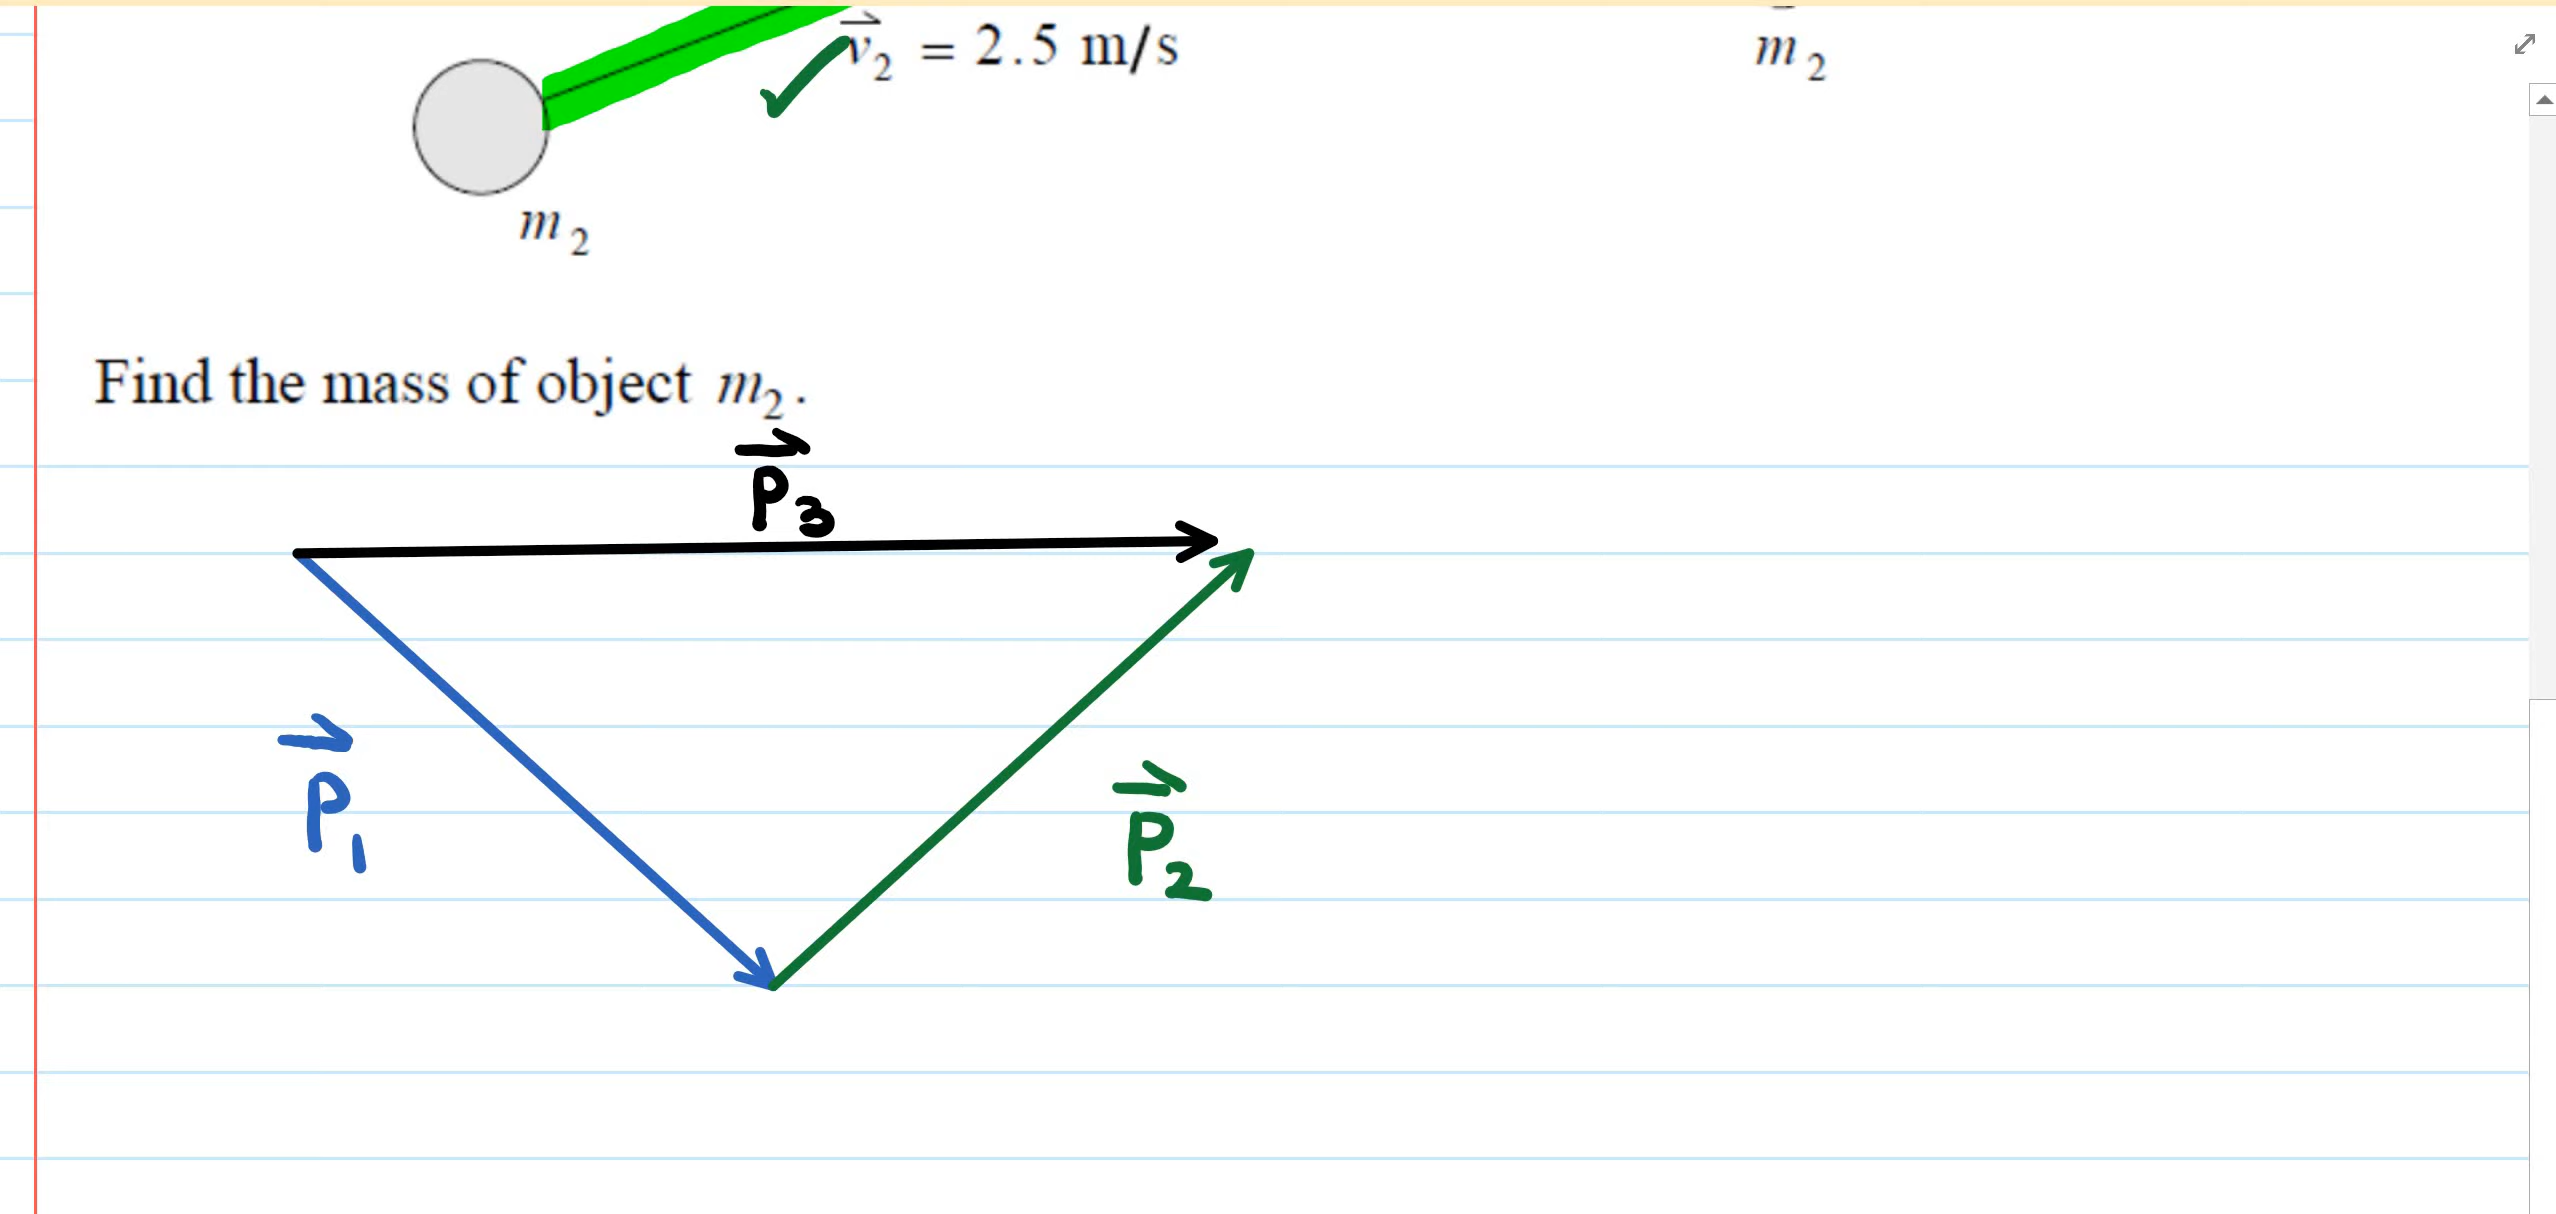 v⃗₂ = 2.5 m/s
m₂
m₂
Find the mass of object m₂.
p⃗₃
p⃗₁
p⃗₂